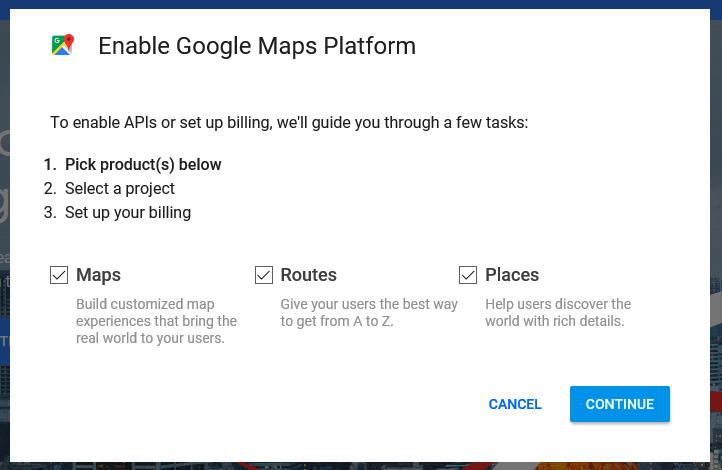 Enable Google Maps Platform
To enable APIs or set up billing, we'll guide you through a few tasks:
1. Pick product(s) below
2. Select a project
3. Set up your billing
Maps
Build customized map
experiences that bring the
real world to your users.
Routes
Give your users the best way
to get from A to Z.
Places
Help users discover the
world with rich details.
CANCEL
CONTINUE